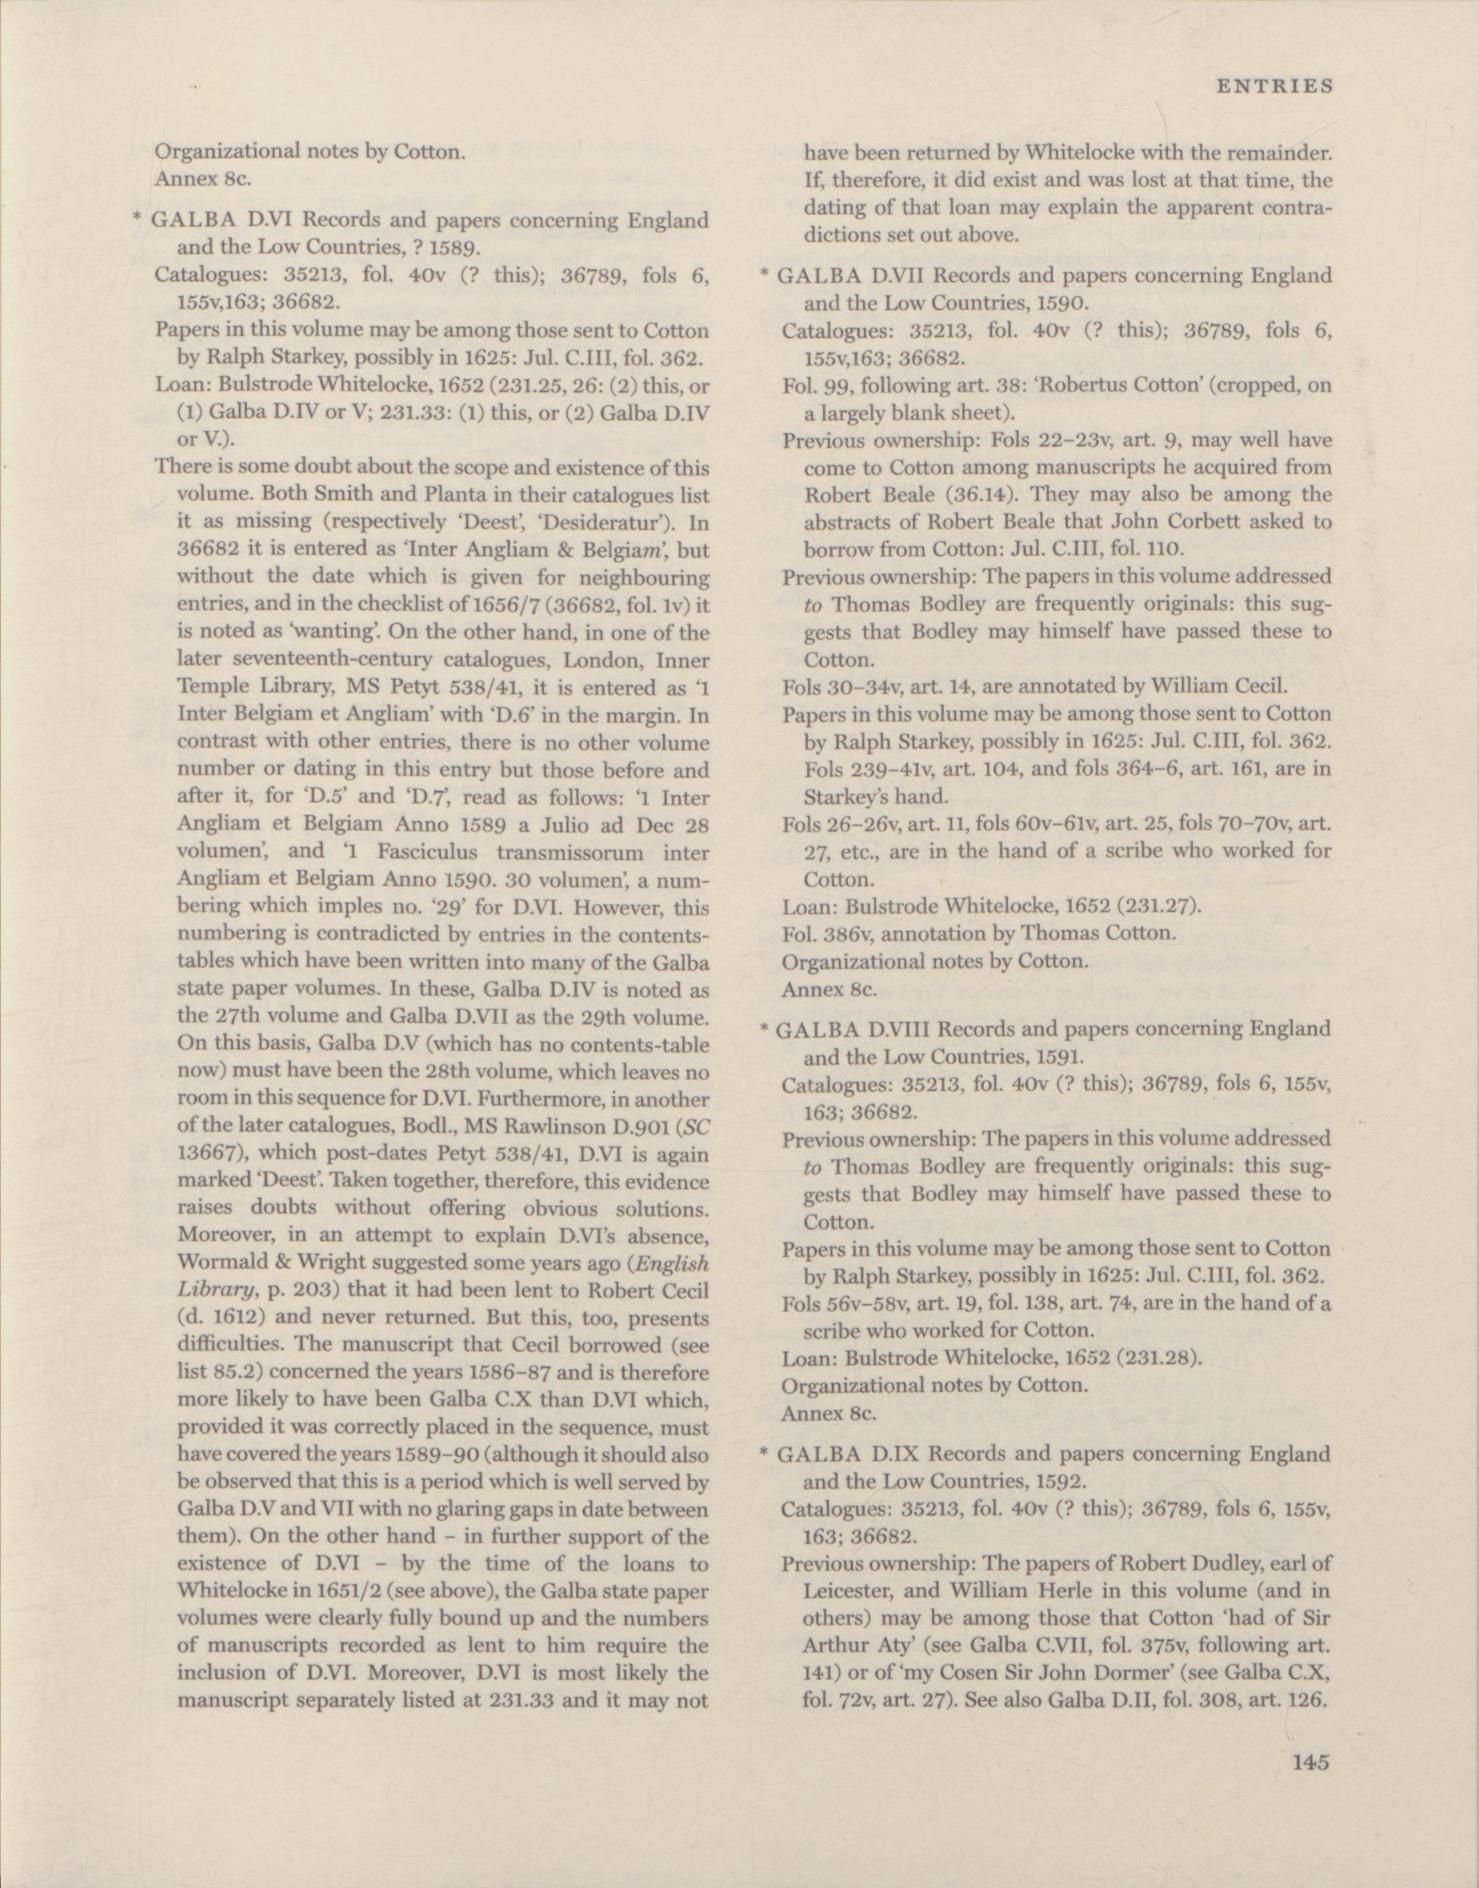 ENTRIES
Organizational notes by Cotton.
Annex 8c.
* GALBA D.VI Records and papers concerning England
and the Low Countries, ? 1589.
Catalogues: 35213, fol. 40v (? this); 36789, fols 6,
155v,163; 36682.
Papers in this volume may be among those sent to Cotton
by Ralph Starkey, possibly in 1625: Jul. C.III, fol. 362.
Loan: Bulstrode Whitelocke, 1652 (231.25, 26: (2) this, or
(1) Galba D.IV or V; 231.33: (1) this, or (2) Galba D.IV
or V.).
There is some doubt about the scope and existence of this
volume. Both Smith and Planta in their catalogues list
it as missing (respectively ‘Deest’, ‘Desideratur’). In
36682 it is entered as ‘Inter Angliam & Belgiam’, but
without the date which is given for neighbouring
entries, and in the checklist of 1656/7 (36682, fol. 1v) it
is noted as ‘wanting’. On the other hand, in one of the
later seventeenth-century catalogues, London, Inner
Temple Library, MS Petyt 538/41, it is entered as ‘1
Inter Belgiam et Angliam’ with ‘D.6’ in the margin. In
contrast with other entries, there is no other volume
number or dating in this entry but those before and
after it, for ‘D.5’ and ‘D.7’, read as follows: ‘1 Inter
Angliam et Belgiam Anno 1589 a Julio ad Dec 28
volumen’, and ‘1 Fasciculus transmissorum inter
Angliam et Belgiam Anno 1590. 30 volumen’, a num-
bering which imples no. ‘29’ for D.VI. However, this
numbering is contradicted by entries in the contents-
tables which have been written into many of the Galba
state paper volumes. In these, Galba D.IV is noted as
the 27th volume and Galba D.VII as the 29th volume.
On this basis, Galba D.V (which has no contents-table
now) must have been the 28th volume, which leaves no
room in this sequence for D.VI. Furthermore, in another
of the later catalogues, Bodl., MS Rawlinson D.901 (SC
13667), which post-dates Petyt 538/41, D.VI is again
marked ‘Deest’. Taken together, therefore, this evidence
raises doubts without offering obvious solutions.
Moreover, in an attempt to explain D.VI’s absence,
Wormald & Wright suggested some years ago (English
Library, p. 203) that it had been lent to Robert Cecil
(d. 1612) and never returned. But this, too, presents
difficulties. The manuscript that Cecil borrowed (see
list 85.2) concerned the years 1586–87 and is therefore
more likely to have been Galba C.X than D.VI which,
provided it was correctly placed in the sequence, must
have covered the years 1589–90 (although it should also
be observed that this is a period which is well served by
Galba D.V and VII with no glaring gaps in date between
them). On the other hand – in further support of the
existence of D.VI – by the time of the loans to
Whitelocke in 1651/2 (see above), the Galba state paper
volumes were clearly fully bound up and the numbers
of manuscripts recorded as lent to him require the
inclusion of D.VI. Moreover, D.VI is most likely the
manuscript separately listed at 231.33 and it may not
have been returned by Whitelocke with the remainder.
If, therefore, it did exist and was lost at that time, the
dating of that loan may explain the apparent contra-
dictions set out above.
* GALBA D.VII Records and papers concerning England
and the Low Countries, 1590.
Catalogues: 35213, fol. 40v (? this); 36789, fols 6,
155v,163; 36682.
Fol. 99, following art. 38: ‘Robertus Cotton’ (cropped, on
a largely blank sheet).
Previous ownership: Fols 22–23v, art. 9, may well have
come to Cotton among manuscripts he acquired from
Robert Beale (36.14). They may also be among the
abstracts of Robert Beale that John Corbett asked to
borrow from Cotton: Jul. C.III, fol. 110.
Previous ownership: The papers in this volume addressed
to Thomas Bodley are frequently originals: this sug-
gests that Bodley may himself have passed these to
Cotton.
Fols 30–34v, art. 14, are annotated by William Cecil.
Papers in this volume may be among those sent to Cotton
by Ralph Starkey, possibly in 1625: Jul. C.III, fol. 362.
Fols 239–41v, art. 104, and fols 364–6, art. 161, are in
Starkey’s hand.
Fols 26–26v, art. 11, fols 60v–61v, art. 25, fols 70–70v, art.
27, etc., are in the hand of a scribe who worked for
Cotton.
Loan: Bulstrode Whitelocke, 1652 (231.27).
Fol. 386v, annotation by Thomas Cotton.
Organizational notes by Cotton.
Annex 8c.
* GALBA D.VIII Records and papers concerning England
and the Low Countries, 1591.
Catalogues: 35213, fol. 40v (? this); 36789, fols 6, 155v,
163; 36682.
Previous ownership: The papers in this volume addressed
to Thomas Bodley are frequently originals: this sug-
gests that Bodley may himself have passed these to
Cotton.
Papers in this volume may be among those sent to Cotton
by Ralph Starkey, possibly in 1625: Jul. C.III, fol. 362.
Fols 56v–58v, art. 19, fol. 138, art. 74, are in the hand of a
scribe who worked for Cotton.
Loan: Bulstrode Whitelocke, 1652 (231.28).
Organizational notes by Cotton.
Annex 8c.
* GALBA D.IX Records and papers concerning England
and the Low Countries, 1592.
Catalogues: 35213, fol. 40v (? this); 36789, fols 6, 155v,
163; 36682.
Previous ownership: The papers of Robert Dudley, earl of
Leicester, and William Herle in this volume (and in
others) may be among those that Cotton ‘had of Sir
Arthur Aty’ (see Galba C.VII, fol. 375v, following art.
141) or of ‘my Cosen Sir John Dormer’ (see Galba C.X,
fol. 72v, art. 27). See also Galba D.II, fol. 308, art. 126.
145